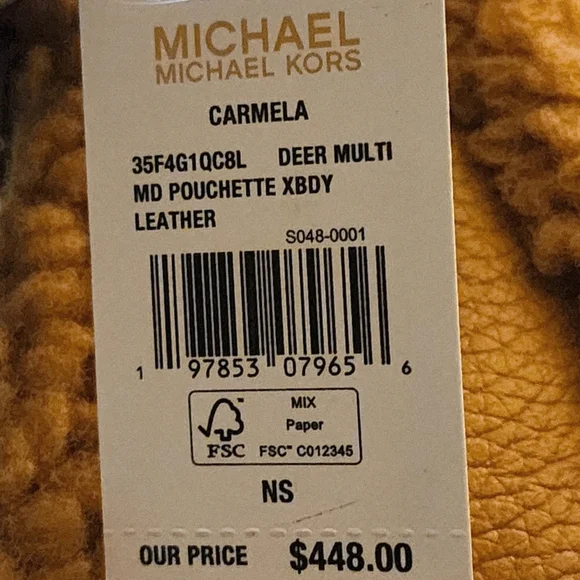 MICHAEL
MICHAEL KORS
CARMELA
35F4G1QC8L DEER MULTI
MD POUCHETTE XBDY
LEATHER
S048-0001
1 97853 07965 6
MIX
Paper
FSC FSC™ C012345
NS
OUR PRICE $448.00